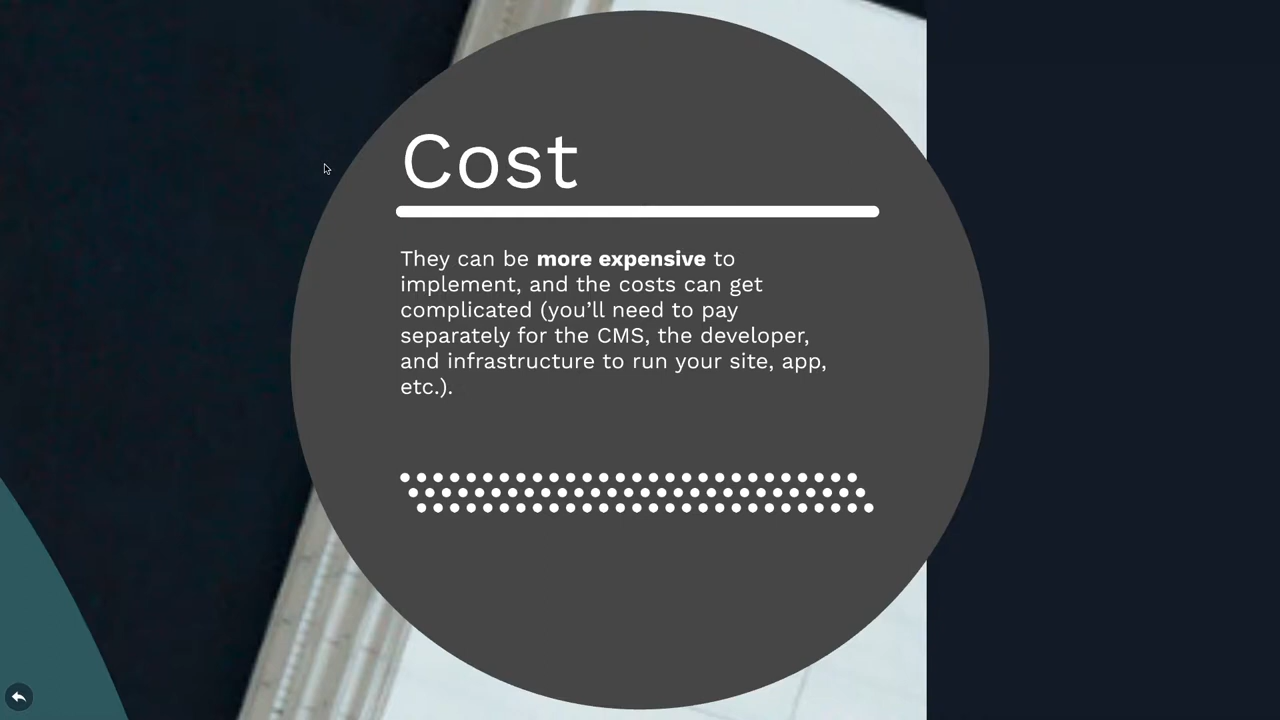 Cost
They can be more expensive to
implement, and the costs can get
complicated (you’ll need to pay
separately for the CMS, the developer,
and infrastructure to run your site, app,
etc.).